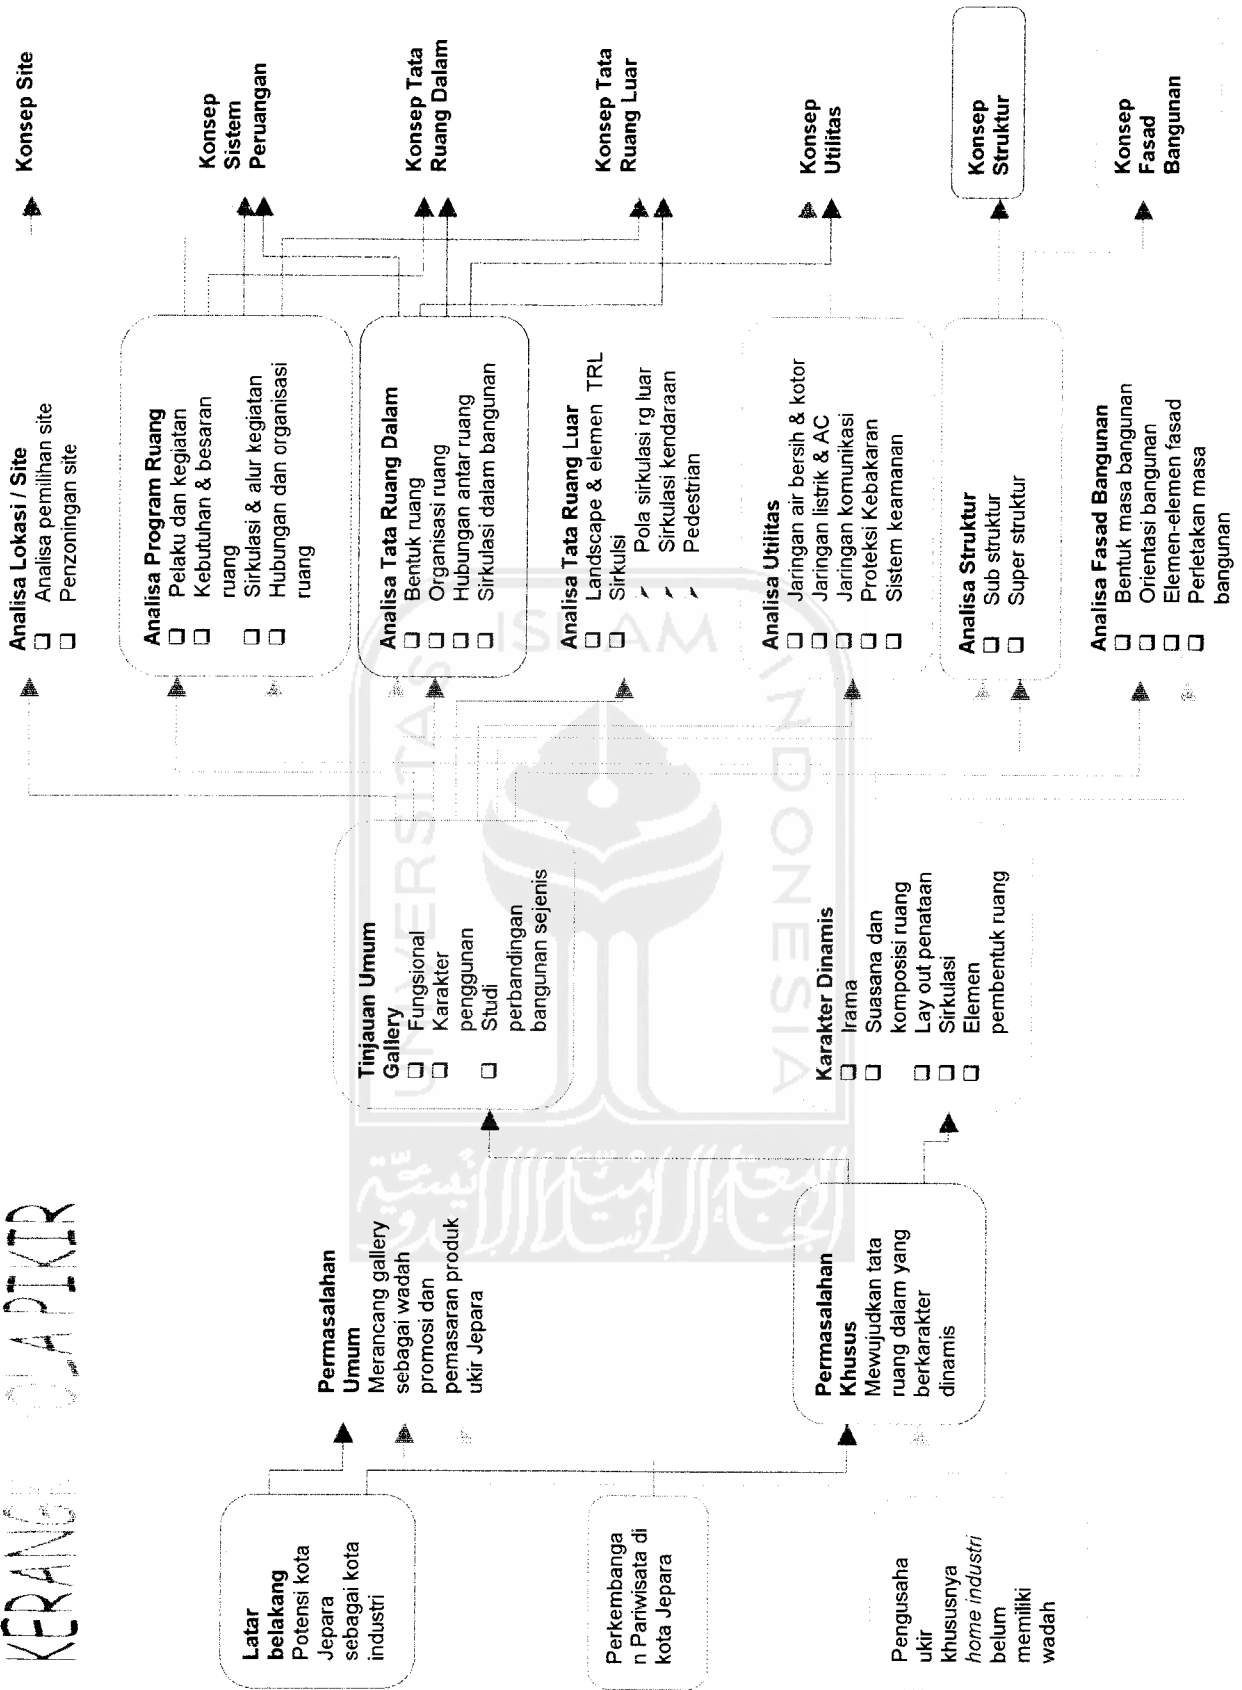 KERANGKA POLA PIKIR
Latar
belakang
Potensi kota
Jepara
sebagai kota
industri
Perkembanga
n Pariwisata di
kota Jepara
Pengusaha
ukir
khususnya
home industri
belum
memiliki
wadah
Permasalahan
Umum
Merancang gallery
sebagai wadah
promosi dan
pemasaran produk
ukir Jepara
Permasalahan
Khusus
Mewujudkan tata
ruang dalam yang
berkarakter
dinamis
Tinjauan Umum
Gallery
❑ Fungsional
❑ Karakter
penggunan
❑ Studi
perbandingan
bangunan sejenis
Karakter Dinamis
❑ Irama
❑ Suasana dan
komposisi ruang
❑ Lay out penataan
❑ Sirkulasi
❑ Elemen
pembentuk ruang
Analisa Lokasi / Site
❑ Analisa pemilihan site
❑ Penzoningan site
Analisa Program Ruang
❑ Pelaku dan kegiatan
❑ Kebutuhan & besaran
ruang
❑ Sirkulasi & alur kegiatan
❑ Hubungan dan organisasi
ruang
Analisa Tata Ruang Dalam
❑ Bentuk ruang
❑ Organisasi ruang
❑ Hubungan antar ruang
❑ Sirkulasi dalam bangunan
Analisa Tata Ruang Luar
❑ Landscape & elemen TRL
❑ Sirkulsi
✓ Pola sirkulasi rg luar
✓ Sirkulasi kendaraan
✓ Pedestrian
Analisa Utilitas
❑ Jaringan air bersih & kotor
❑ Jaringan listrik & AC
❑ Jaringan komunikasi
❑ Proteksi Kebakaran
❑ Sistem keamanan
Analisa Struktur
❑ Sub struktur
❑ Super struktur
Analisa Fasad Bangunan
❑ Bentuk masa bangunan
❑ Orientasi bangunan
❑ Elemen-elemen fasad
❑ Perletakan masa
bangunan
Konsep Site
Konsep
Sistem
Peruangan
Konsep Tata
Ruang Dalam
Konsep Tata
Ruang Luar
Konsep
Utilitas
Konsep
Struktur
Konsep
Fasad
Bangunan
UNIVERSITAS
ISLAM
INDONESIA